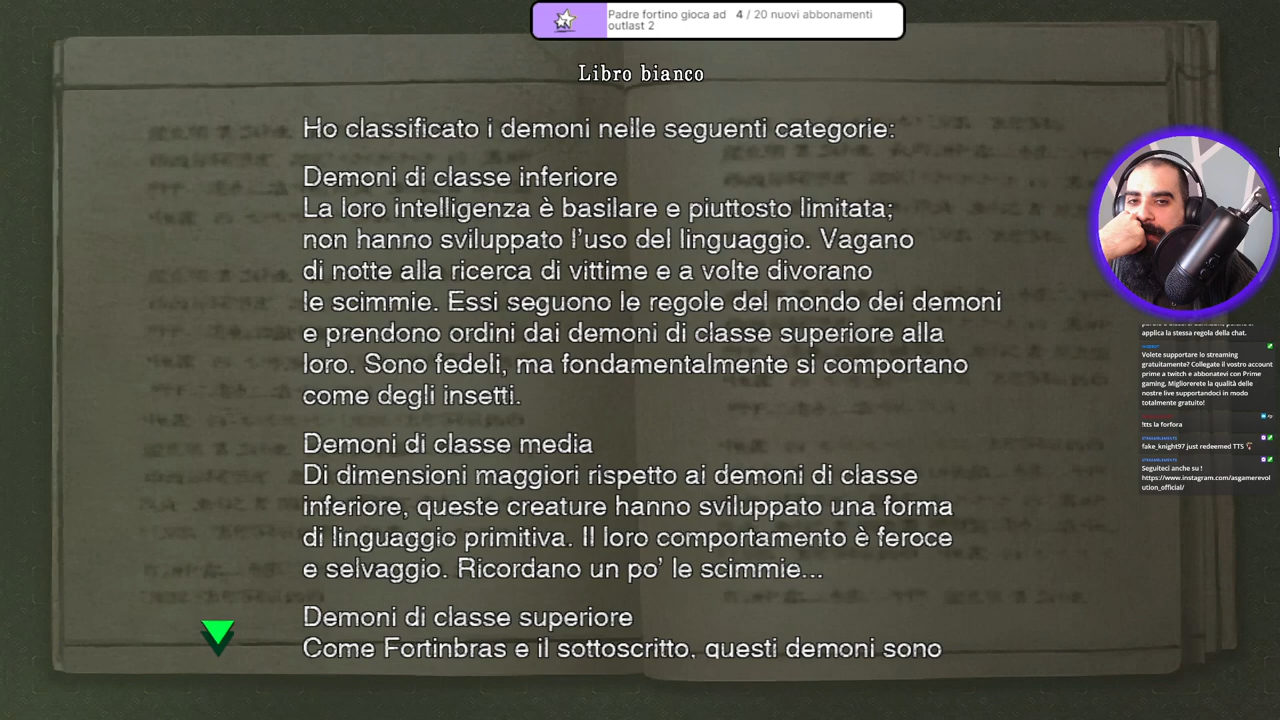 Padre fortino gioca ad 4 / 20 nuovi abbonamenti
outlast 2
Libro bianco
Ho classificato i demoni nelle seguenti categorie:
Demoni di classe inferiore
La loro intelligenza è basilare e piuttosto limitata;
non hanno sviluppato l'uso del linguaggio. Vagano
di notte alla ricerca di vittime e a volte divorano
le scimmie. Essi seguono le regole del mondo dei demoni
e prendono ordini dai demoni di classe superiore alla
loro. Sono fedeli, ma fondamentalmente si comportano
come degli insetti.
Demoni di classe media
Di dimensioni maggiori rispetto ai demoni di classe
inferiore, queste creature hanno sviluppato una forma
di linguaggio primitiva. Il loro comportamento è feroce
e selvaggio. Ricordano un po' le scimmie...
Demoni di classe superiore
Come Fortinbras e il sottoscritto, questi demoni sono
applica la stessa regola della chat.
Volete supportare lo streaming
gratuitamente? Collegate il vostro account
prime a twitch e abbonatevi con Prime
gaming, Migliorerete la qualità delle
nostre live supportandoci in modo
totalmente gratuito!
!tts la forfora
fake_knight97 just redeemed TTS
Seguiteci anche su !
https://www.instagram.com/asgamerevol
ution_official/